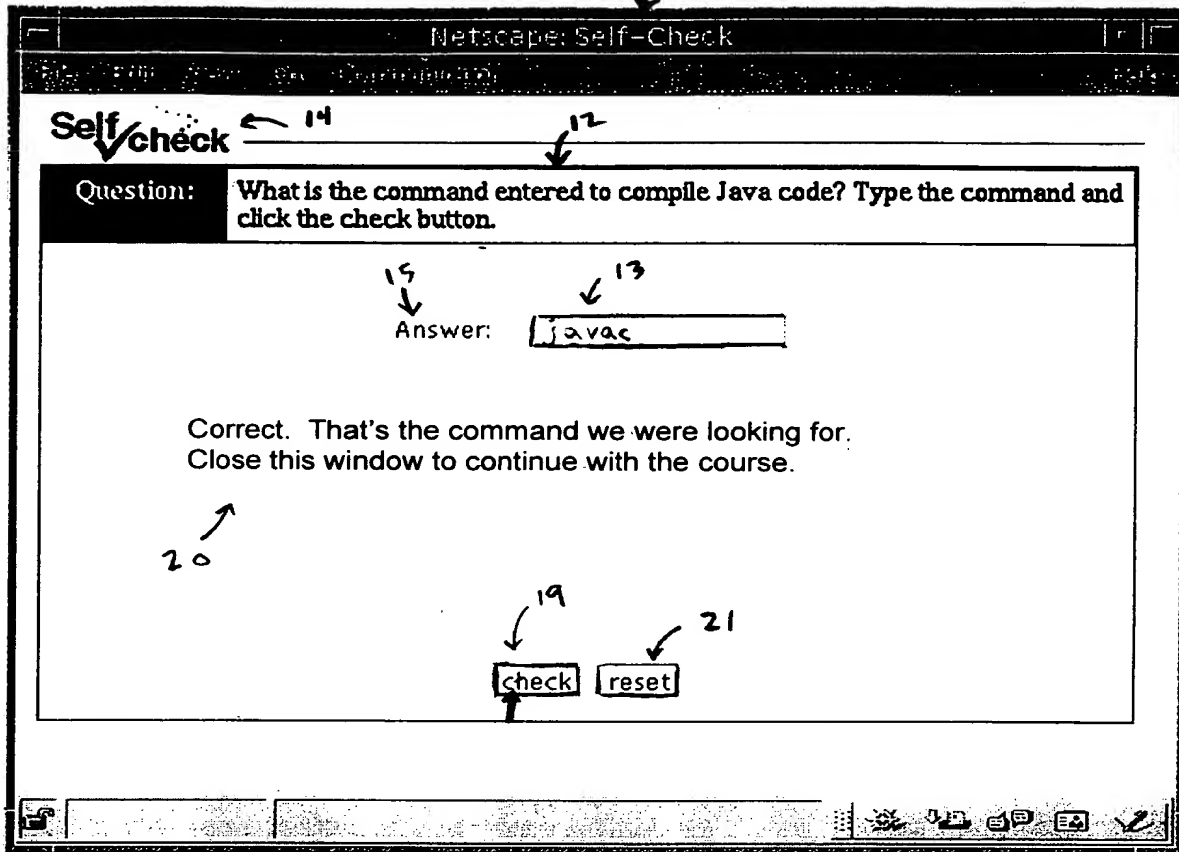 Netscape: Self-Check
Self check
14
12
Question: What is the command entered to compile Java code? Type the command and
click the check button.
15
13
Answer: javac
Correct. That's the command we were looking for.
Close this window to continue with the course.
20
19
21
check reset